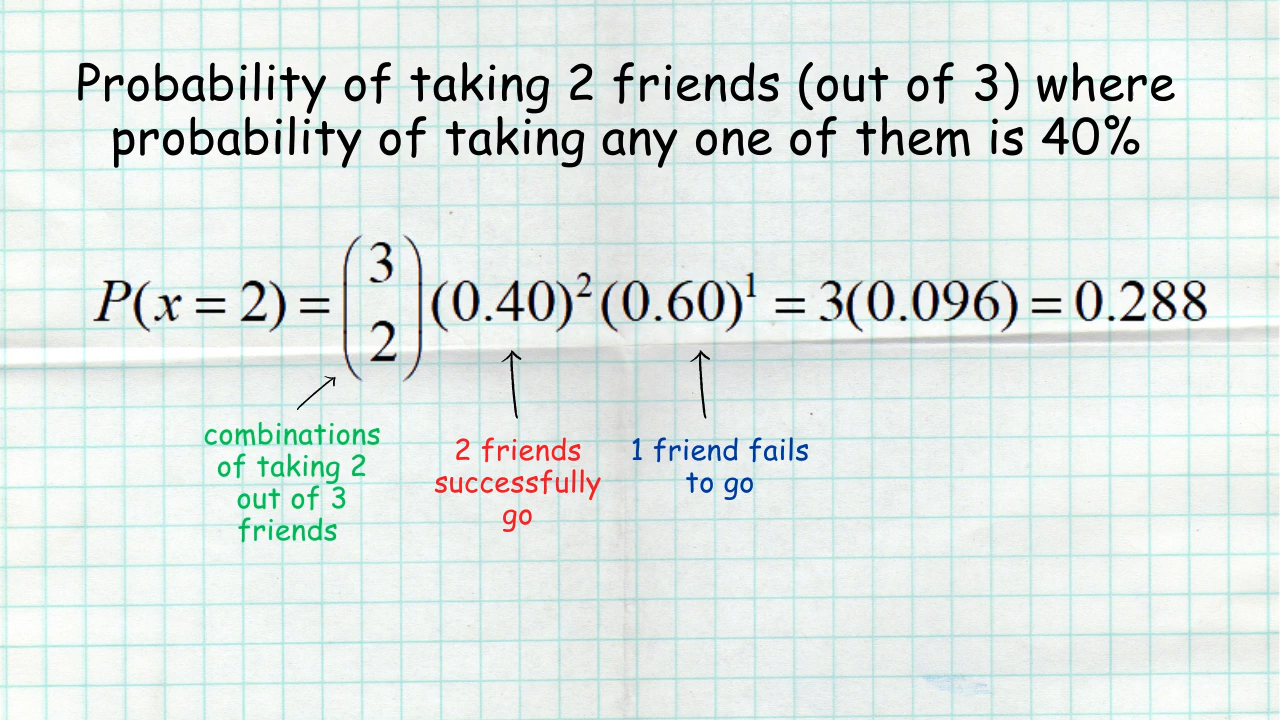 Probability of taking 2 friends (out of 3) where
probability of taking any one of them is 40%
P(x = 2) = (3 2) (0.40)² (0.60)¹ = 3(0.096) = 0.288
combinations
of taking 2
out of 3
friends
2 friends
successfully
go
1 friend fails
to go